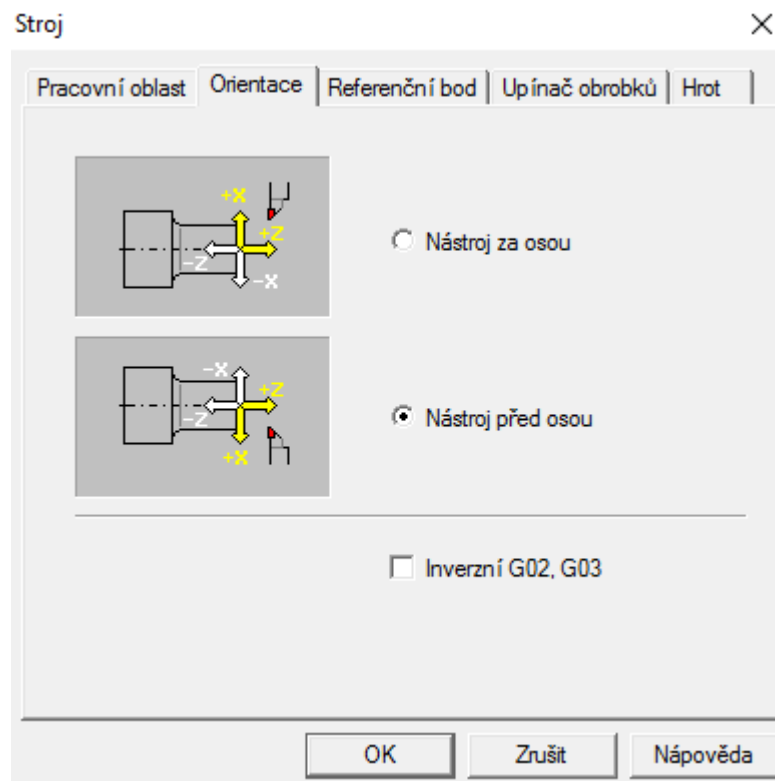 Stroj
Pracovní oblast Orientace Referenční bod Upínač obrobků Hrot
+X
+Z
-Z
-X
Nástroj za osou
-X
+Z
-Z
+X
Nástroj před osou
Inverzní G02, G03
OK Zrušit Nápověda